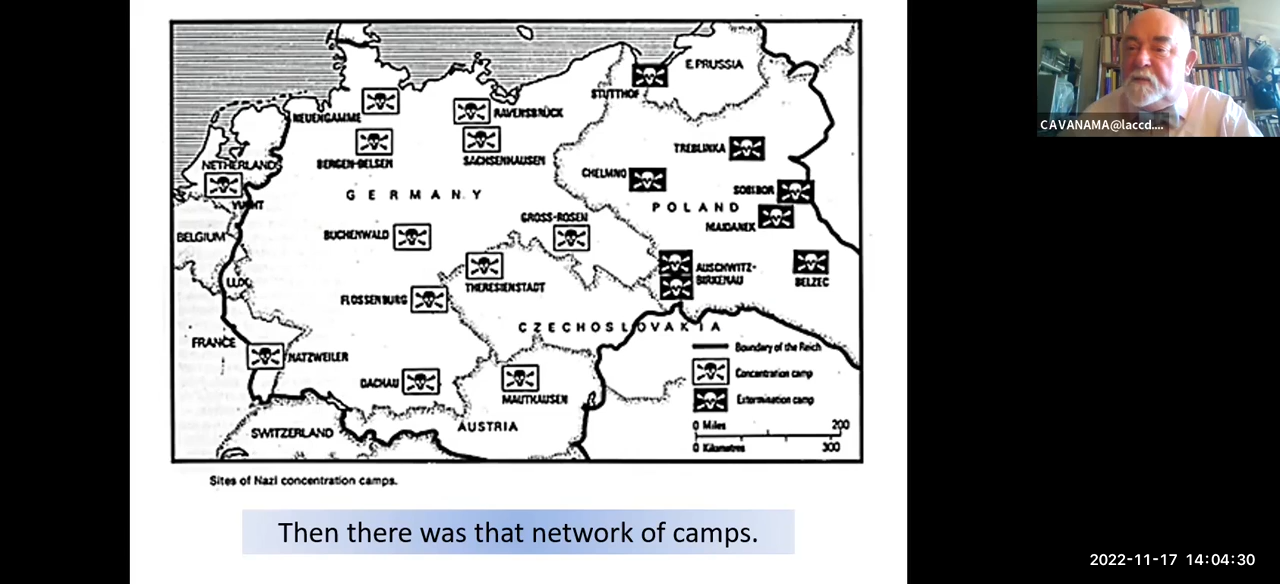 CAVANAMA@laccd....
E. PRUSSIA
STUTTHOF
NEUENGAMME
RAVENSBRÜCK
BERGEN-BELSEN
SACHSENHAUSEN
TREBLINKA
NETHERLANDS
CHELMNO
SOBIBOR
GERMANY
POLAND
MAIDANEK
BELGIUM
BUCHENWALD
GROSS-ROSEN
LUX
THERESIENSTADT
AUSCHWITZ-
BIRKENAU
BELZEC
FLOSSENBURG
CZECHOSLOVAKIA
FRANCE
NATZWEILER
Boundary of the Reich
Concentration camp
Extermination camp
DACHAU
MAUTHAUSEN
AUSTRIA
SWITZERLAND
0 Miles 200
0 Kilometres 300
Sites of Nazi concentration camps.
Then there was that network of camps.
2022-11-17 14:04:30